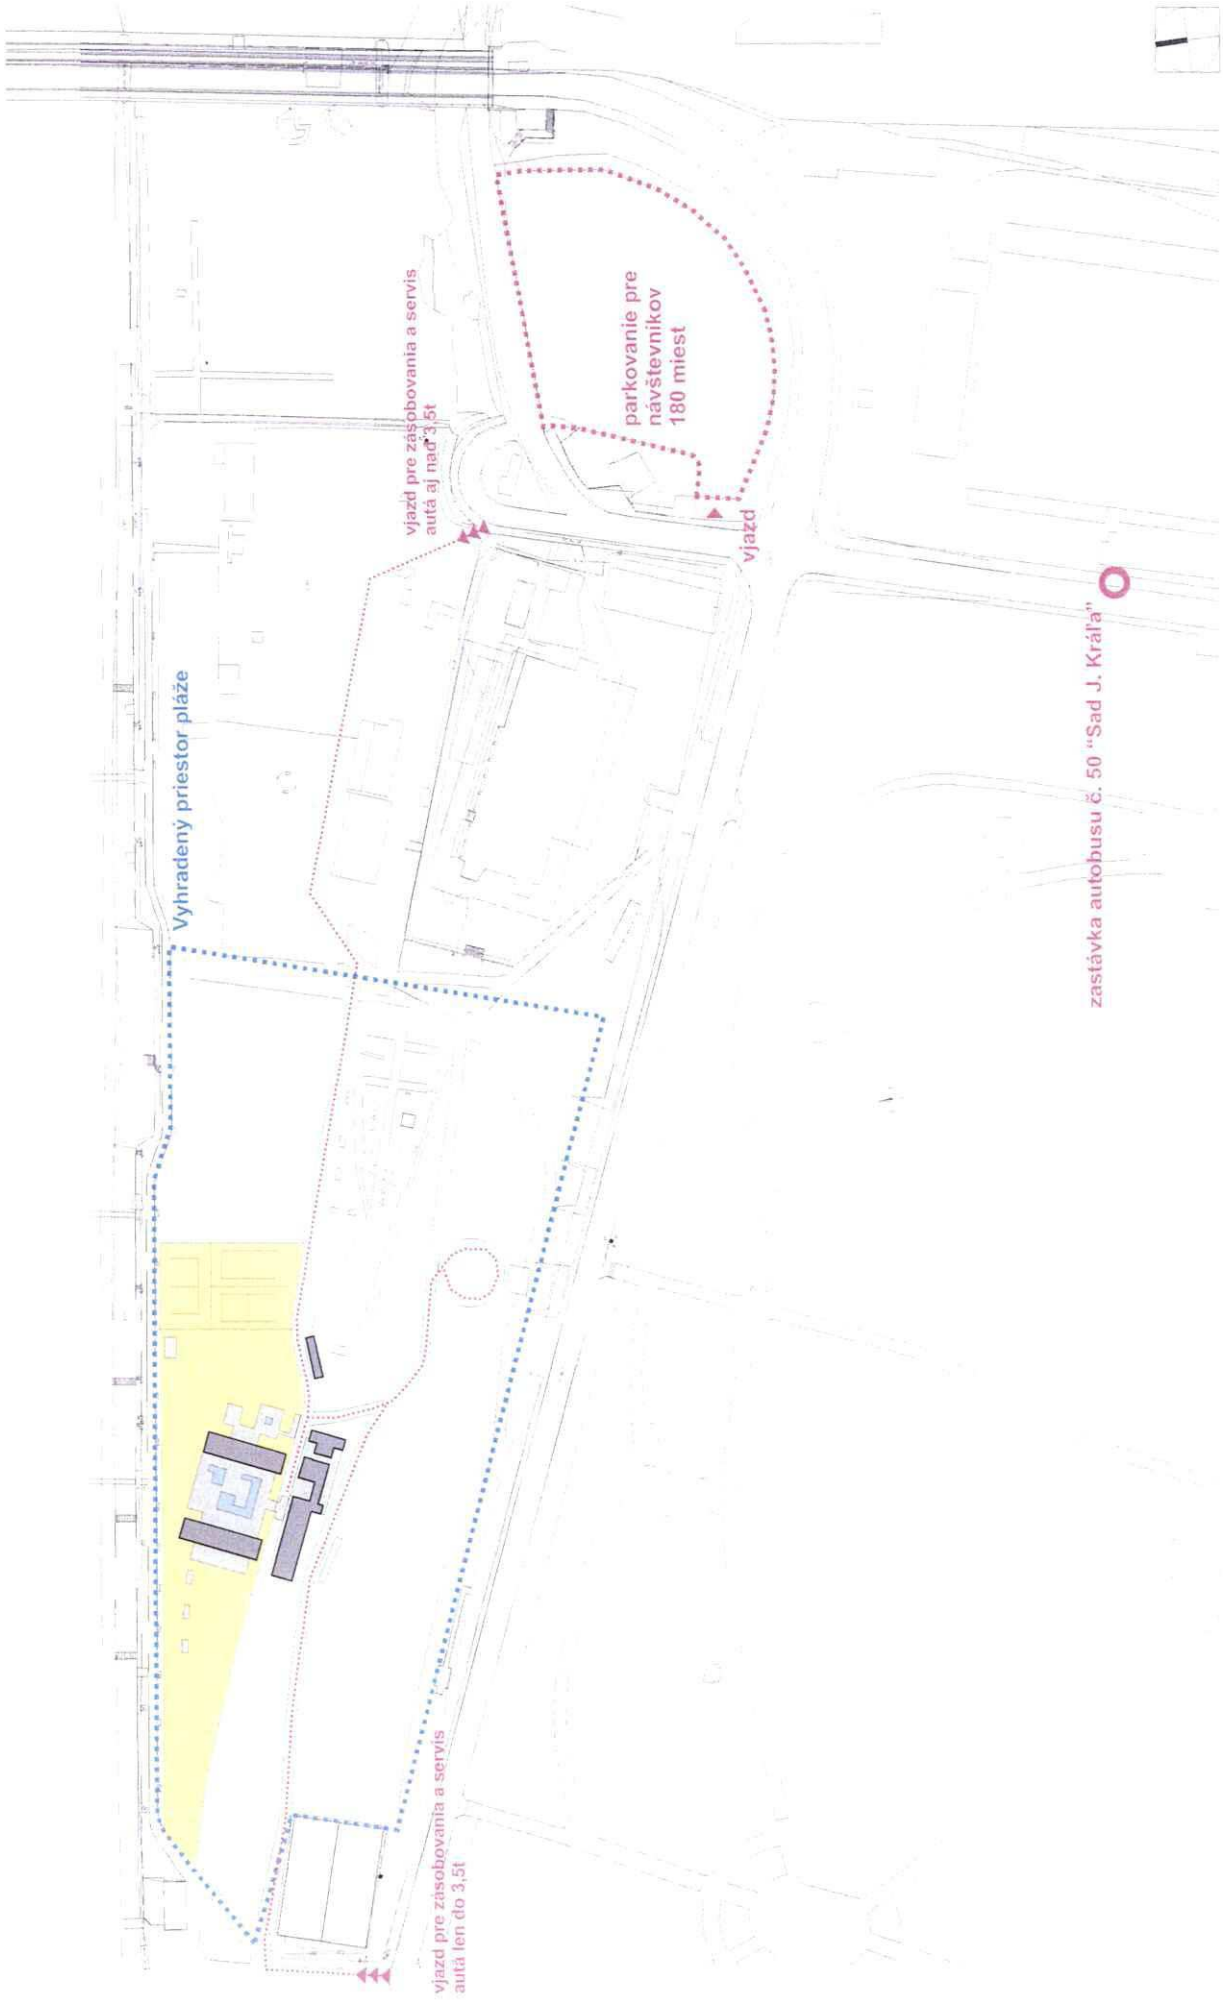 vjazd pre zásobovania a servis
autá aj nad 3,5t
parkovanie pre
návštevníkov
180 miest
vjazd
Vyhradený priestor pláže
zastávka autobusu č. 50 "Sad J. Kráľa"
vjazd pre zásobovania a servis
autá len do 3,5t